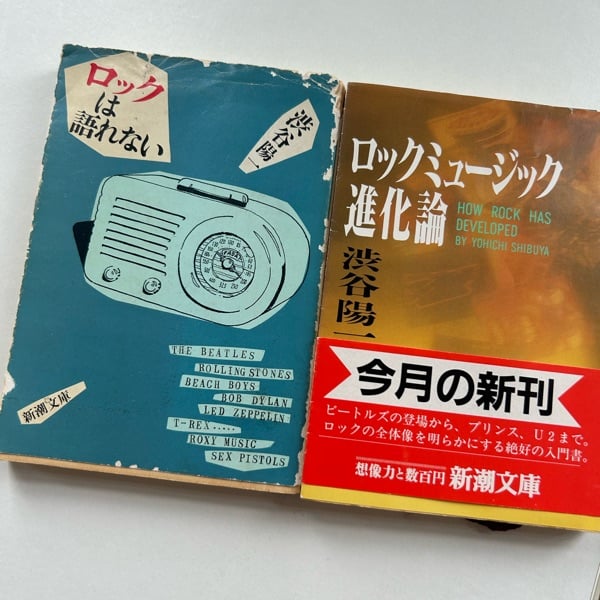 ロック
は
語れない
渋谷陽一
THE BEATLES
ROLLING STONES
BEACH BOYS
BOB DYLAN
LED ZEPPELIN
T-REX.....
ROXY MUSIC
SEX PISTOLS
新潮文庫
ロックミュージック
進化論
HOW ROCK HAS
DEVELOPED
BY YOHICHI SHIBUYA
渋谷陽一
今月の新刊
ビートルズの登場から、プリンス、U2まで。
ロックの全体像を明らかにする絶好の入門書。
想像力と数百円 新潮文庫